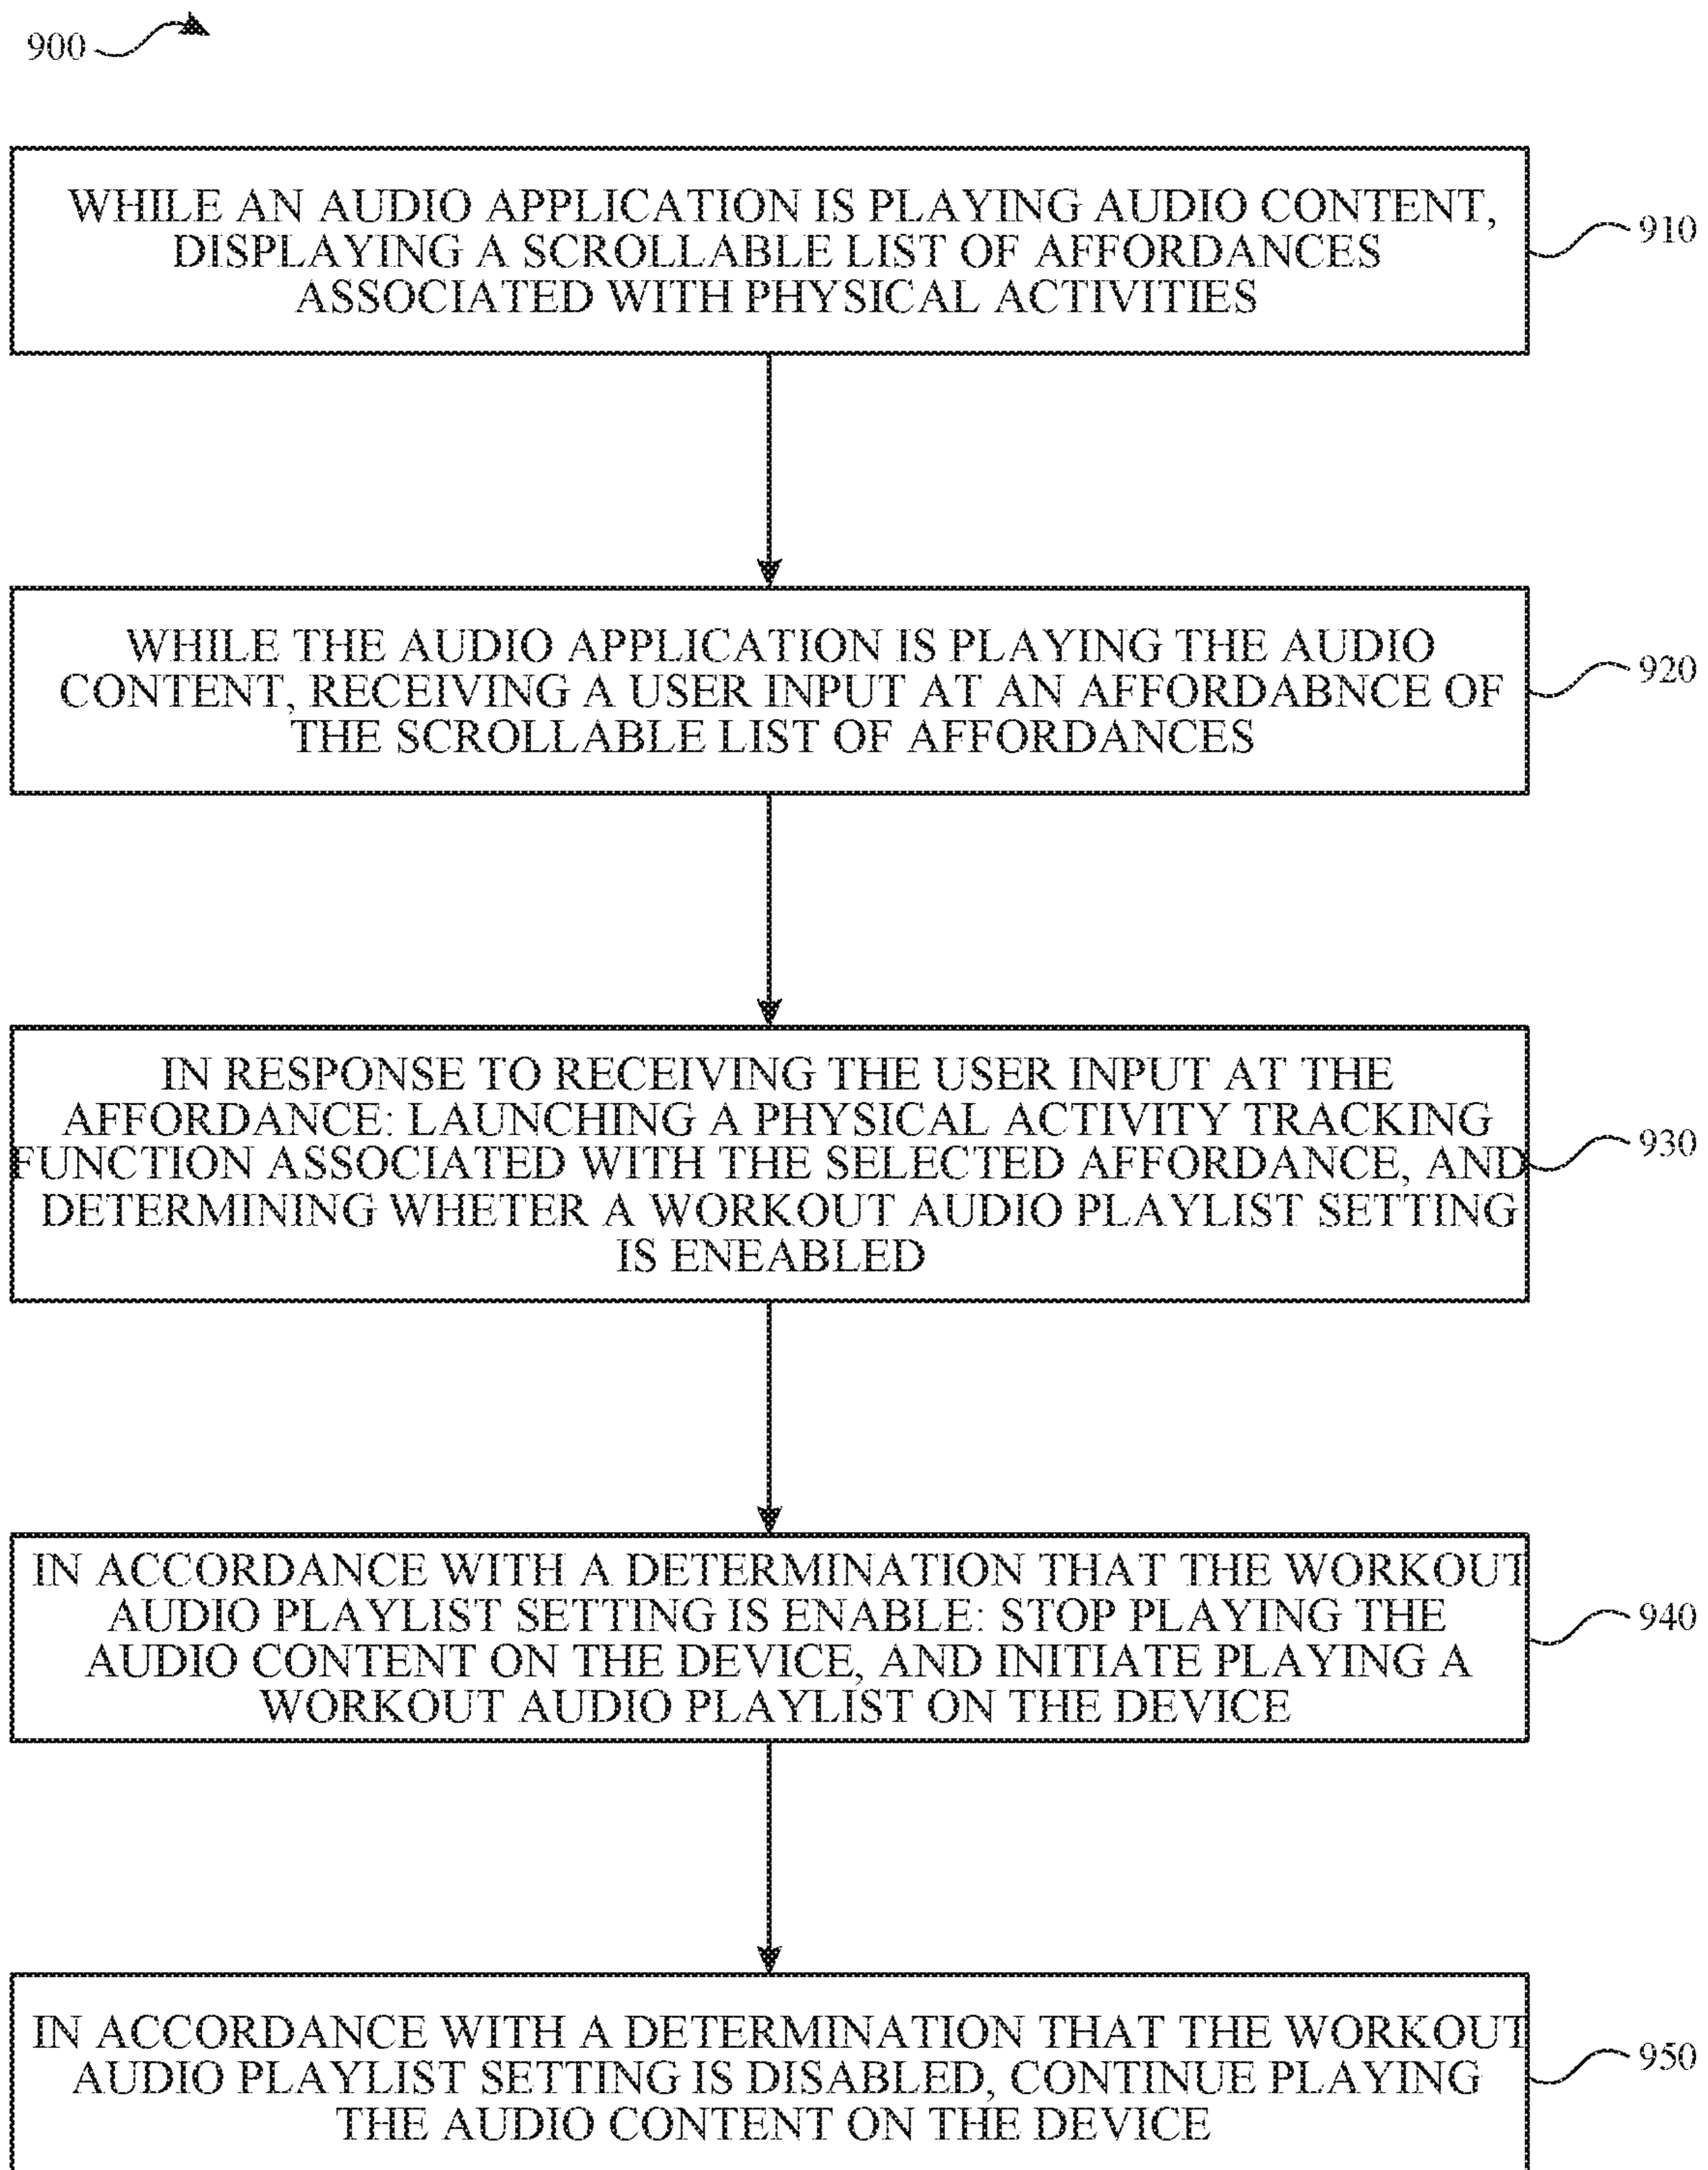 900
WHILE AN AUDIO APPLICATION IS PLAYING AUDIO CONTENT,
DISPLAYING A SCROLLABLE LIST OF AFFORDANCES
ASSOCIATED WITH PHYSICAL ACTIVITIES
910
WHILE THE AUDIO APPLICATION IS PLAYING THE AUDIO
CONTENT, RECEIVING A USER INPUT AT AN AFFORDABNCE OF
THE SCROLLABLE LIST OF AFFORDANCES
920
IN RESPONSE TO RECEIVING THE USER INPUT AT THE
AFFORDANCE: LAUNCHING A PHYSICAL ACTIVITY TRACKING
FUNCTION ASSOCIATED WITH THE SELECTED AFFORDANCE, AND
DETERMINING WHETER A WORKOUT AUDIO PLAYLIST SETTING
IS ENEABLED
930
IN ACCORDANCE WITH A DETERMINATION THAT THE WORKOUT
AUDIO PLAYLIST SETTING IS ENABLE: STOP PLAYING THE
AUDIO CONTENT ON THE DEVICE, AND INITIATE PLAYING A
WORKOUT AUDIO PLAYLIST ON THE DEVICE
940
IN ACCORDANCE WITH A DETERMINATION THAT THE WORKOUT
AUDIO PLAYLIST SETTING IS DISABLED, CONTINUE PLAYING
THE AUDIO CONTENT ON THE DEVICE
950